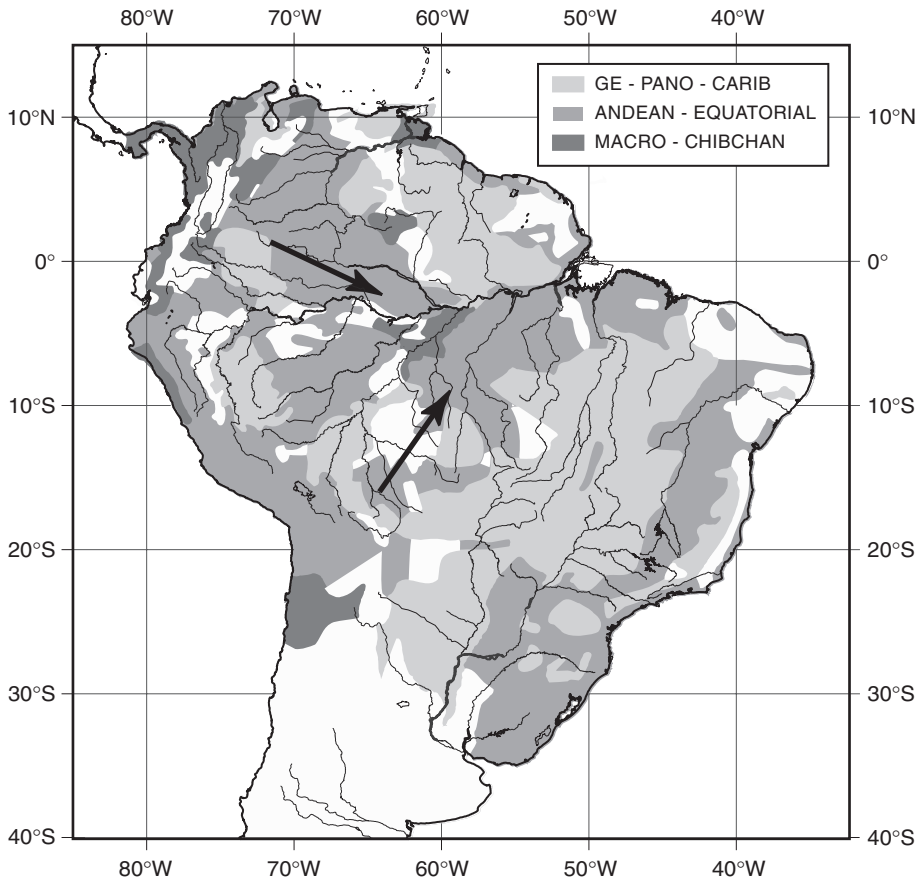 80°W 70°W 60°W 50°W 40°W
GE - PANO - CARIB
10°N ANDEAN - EQUATORIAL 10°N
MACRO - CHIBCHAN
0° 0°
10°S 10°S
20°S 20°S
30°S 30°S
40°S 40°S
80°W 70°W 60°W 50°W 40°W